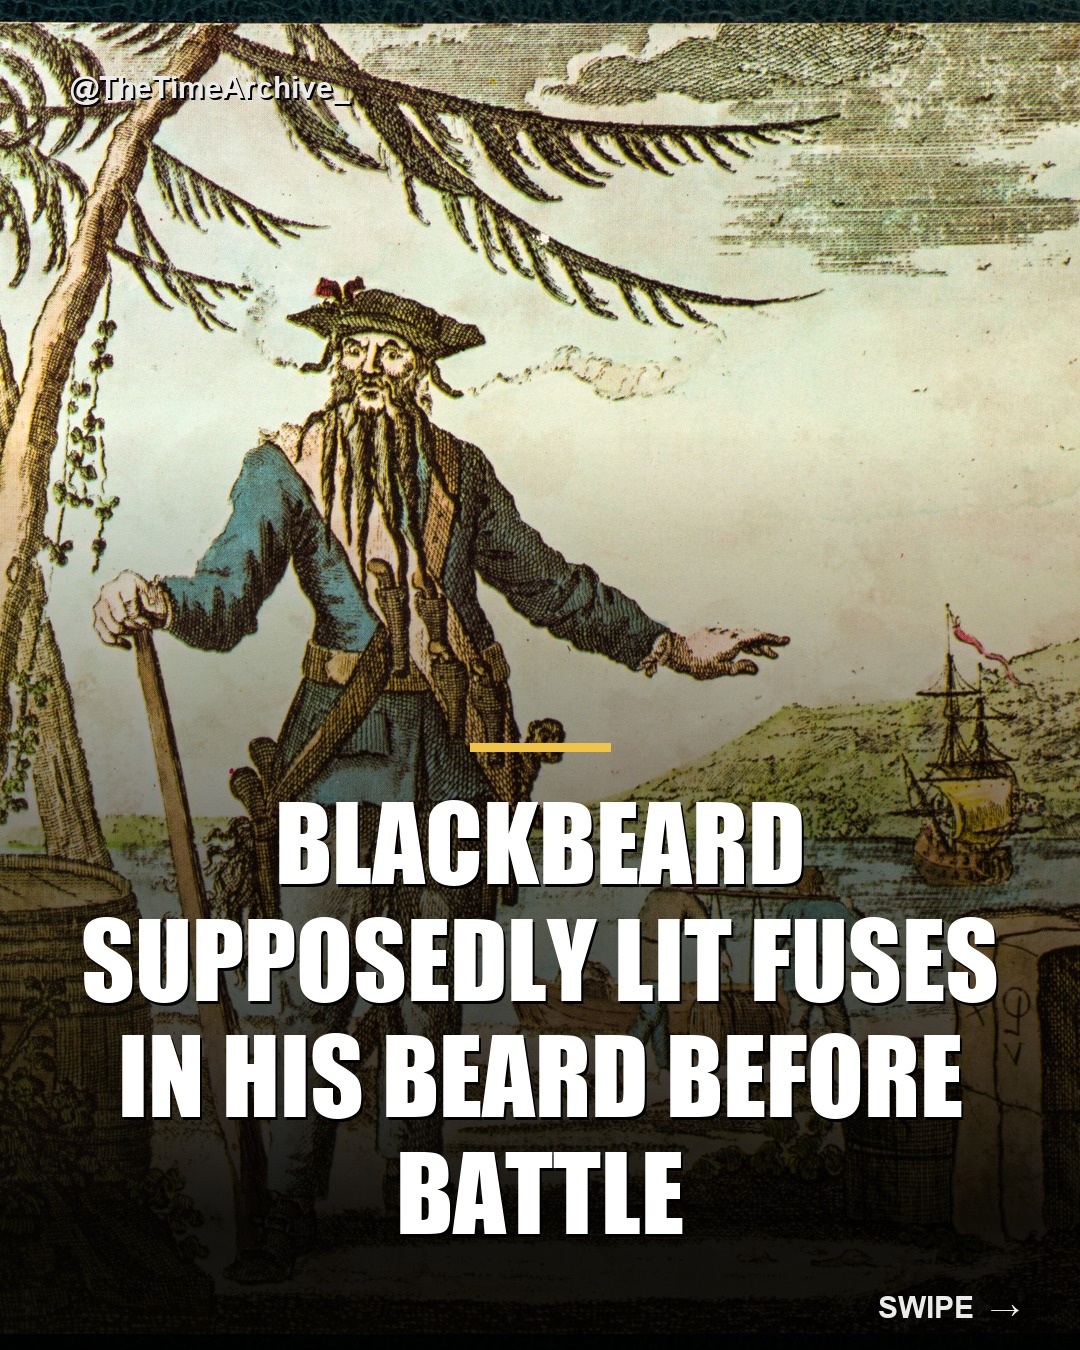 @TheTimeArchive_
BLACKBEARD
SUPPOSEDLY LIT FUSES
IN HIS BEARD BEFORE
BATTLE
SWIPE →